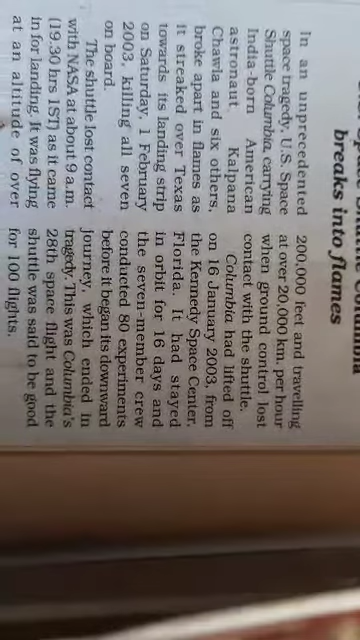 breaks into flames
In an unprecedented
space tragedy, U.S. Space
Shuttle Columbia, carrying
India-born American
astronaut Kalpana
Chawla and six others,
broke apart in flames as
it streaked over Texas
towards its landing strip
on Saturday, 1 February
2003, killing all seven
on board.
The shuttle lost contact
with NASA at about 9 a.m.
(19.30 hrs IST) as it came
in for landing. It was flying
at an altitude of over
200,000 feet and travelling
at over 20,000 km. per hour
when ground control lost
contact with the shuttle.
Columbia had lifted off
on 16 January 2003, from
the Kennedy Space Center,
Florida. It had stayed
in orbit for 16 days and
the seven-member crew
conducted 80 experiments
before it began its downward
journey, which ended in
tragedy. This was Columbia's
28th space flight and the
shuttle was said to be good
for 100 flights.